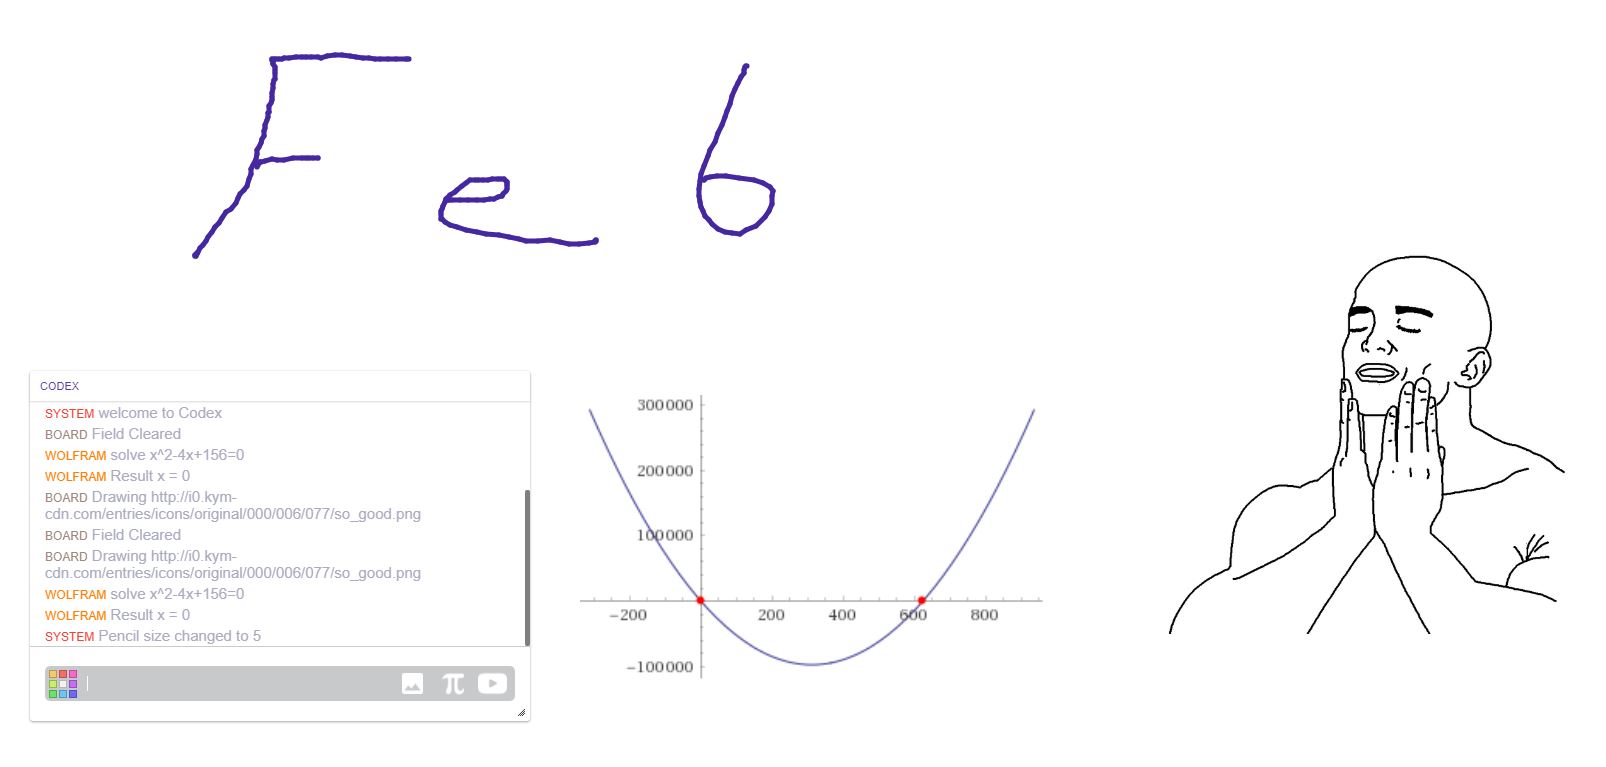 Fe 6
CODEX
SYSTEM welcome to Codex
BOARD Field Cleared
WOLFRAM solve x^2-4x+156=0
WOLFRAM Result x = 0
BOARD Drawing http://i0.kym-
cdn.com/entries/icons/original/000/006/077/so_good.png
BOARD Field Cleared
BOARD Drawing http://i0.kym-
cdn.com/entries/icons/original/000/006/077/so_good.png
WOLFRAM solve x^2-4x+156=0
WOLFRAM Result x = 0
SYSTEM Pencil size changed to 5
π
300000
200000
100000
−200 200 400 600 800
−100000